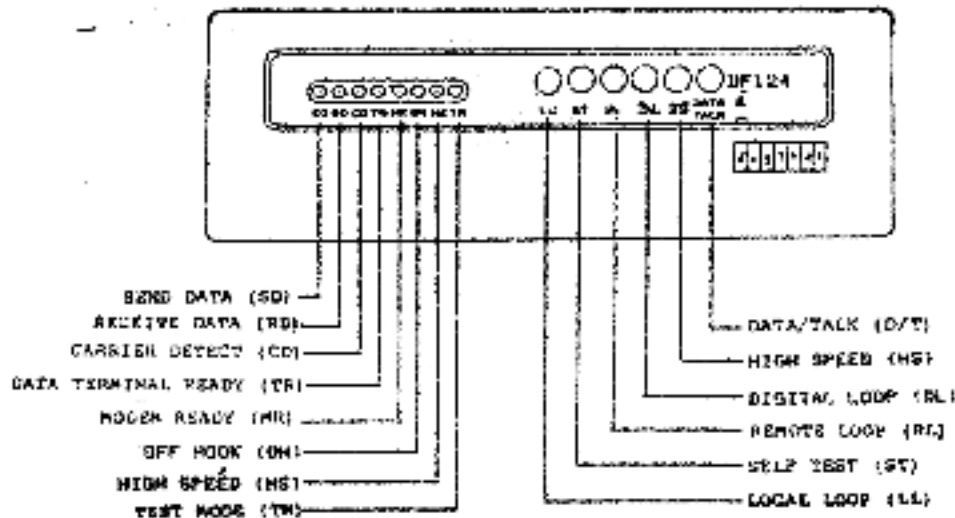 DF124
DATA
TALK
SEND DATA (SD)
RECEIVE DATA (RD)
CARRIER DETECT (CD)
DATA TERMINAL READY (TR)
MODEM READY (MR)
OFF HOOK (OH)
HIGH SPEED (HS)
TEST MODE (TM)
DATA/TALK (D/T)
HIGH SPEED (HS)
DIGITAL LOOP (DL)
REMOTE LOOP (RL)
SELF TEST (ST)
LOCAL LOOP (LL)